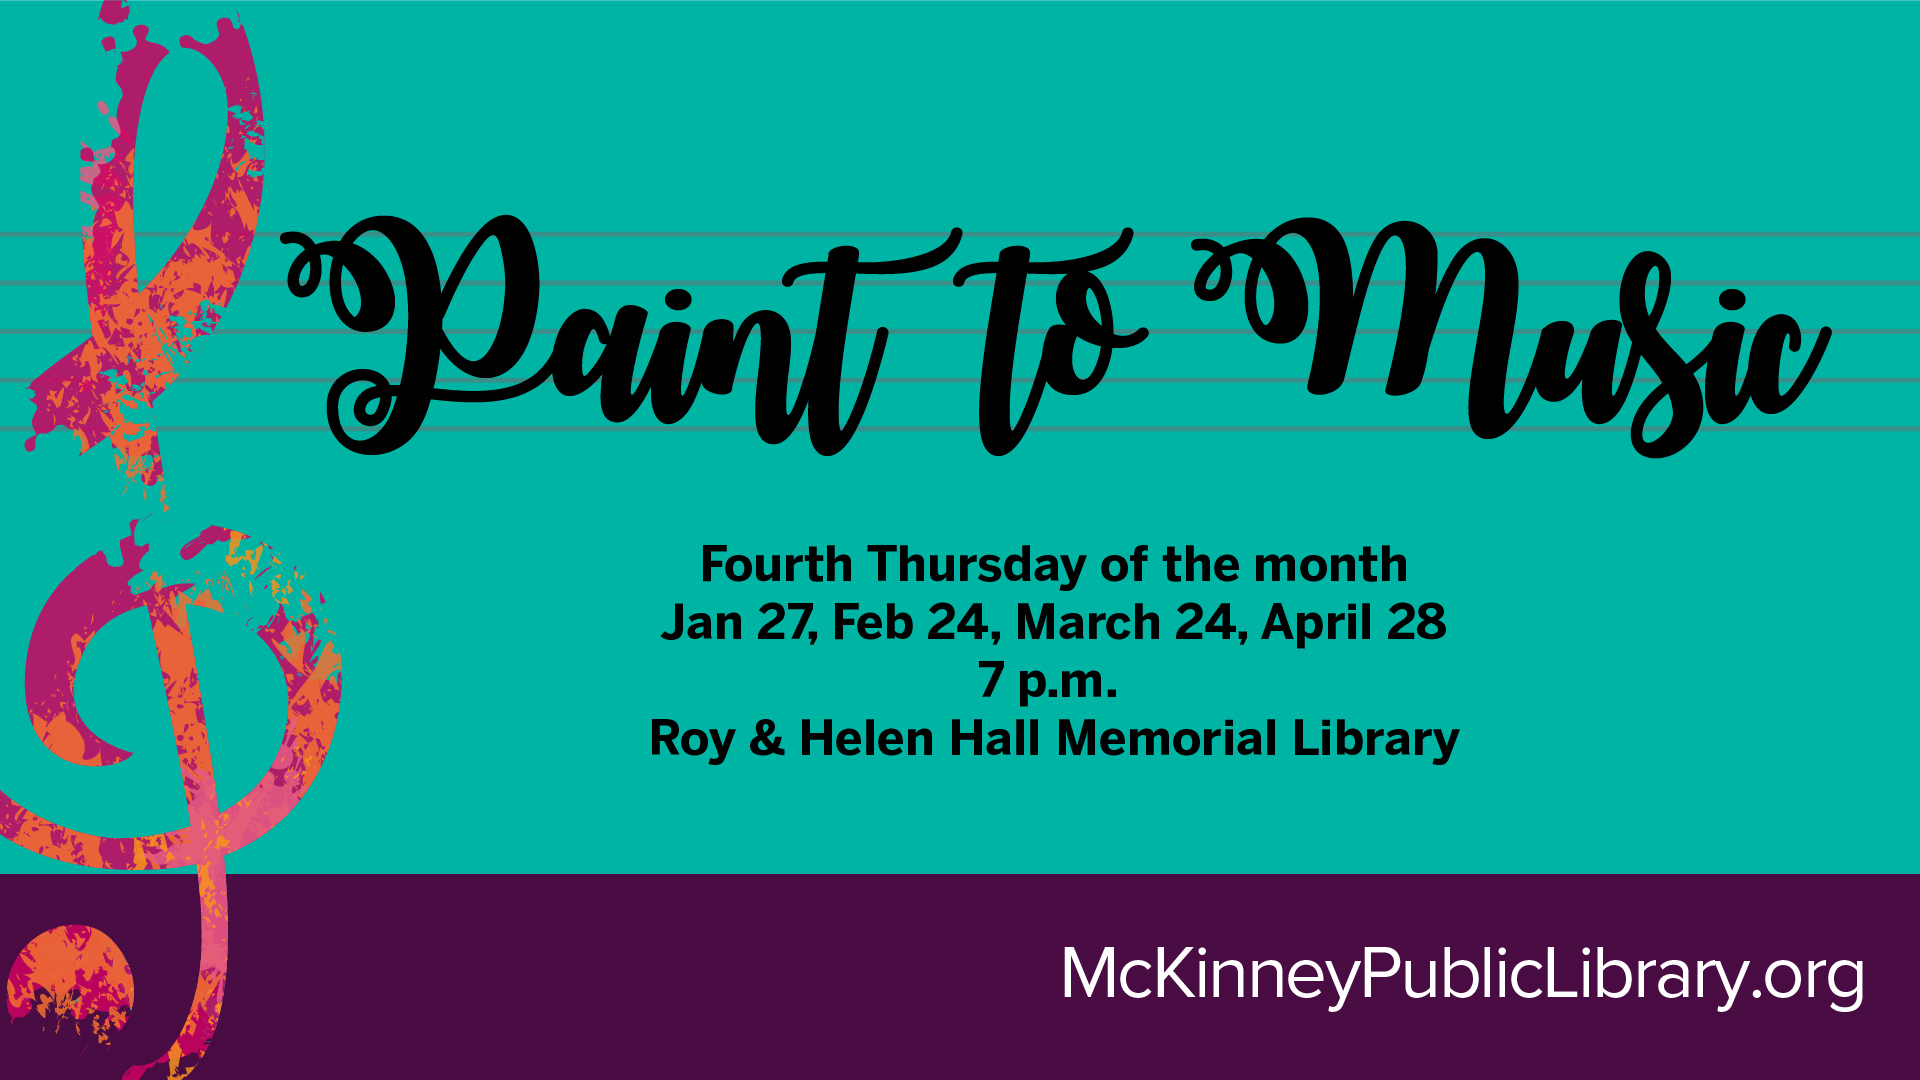 Paint to Music
Fourth Thursday of the month
Jan 27, Feb 24, March 24, April 28
7 p.m.
Roy & Helen Hall Memorial Library
McKinneyPublicLibrary.org